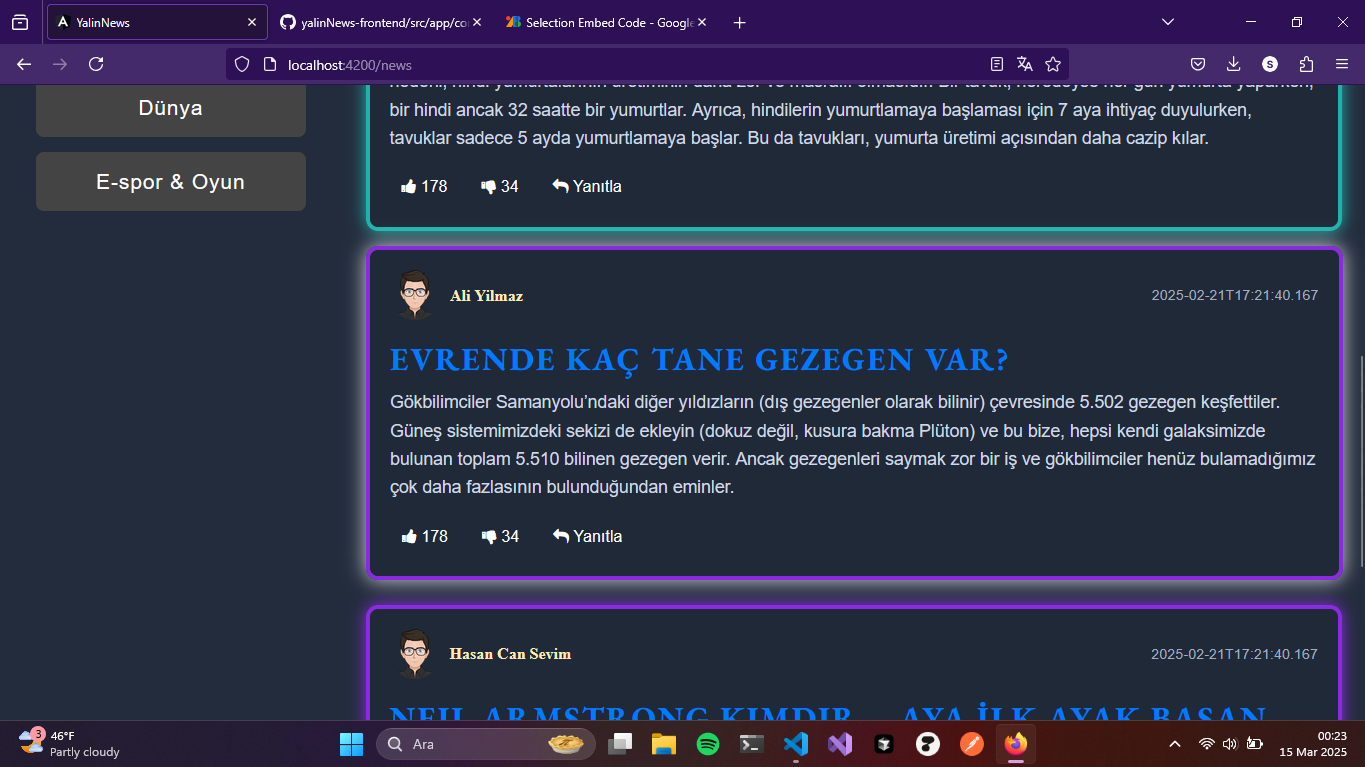 YalinNews
yalinNews-frontend/src/app/co
Selection Embed Code - Google
localhost:4200/news
Dünya
E-spor & Oyun
bir hindi ancak 32 saatte bir yumurtlar. Ayrıca, hindilerin yumurtlamaya başlaması için 7 aya ihtiyaç duyulurken,
tavuklar sadece 5 ayda yumurtlamaya başlar. Bu da tavukları, yumurta üretimi açısından daha cazip kılar.
178 34 Yanıtla
Ali Yilmaz
2025-02-21T17:21:40.167
EVRENDE KAÇ TANE GEZEGEN VAR?
Gökbilimciler Samanyolu’ndaki diğer yıldızların (dış gezegenler olarak bilinir) çevresinde 5.502 gezegen keşfettiler.
Güneş sistemimizdeki sekizi de ekleyin (dokuz değil, kusura bakma Plüton) ve bu bize, hepsi kendi galaksimizde
bulunan toplam 5.510 bilinen gezegen verir. Ancak gezegenleri saymak zor bir iş ve gökbilimciler henüz bulamadığımız
çok daha fazlasının bulunduğundan eminler.
178 34 Yanıtla
Hasan Can Sevim
2025-02-21T17:21:40.167
NEIL ARMSTRONG KIMDIR AYA İLK AYAK BASAN
3
46°F
Partly cloudy
Ara
00:23
15 Mar 2025